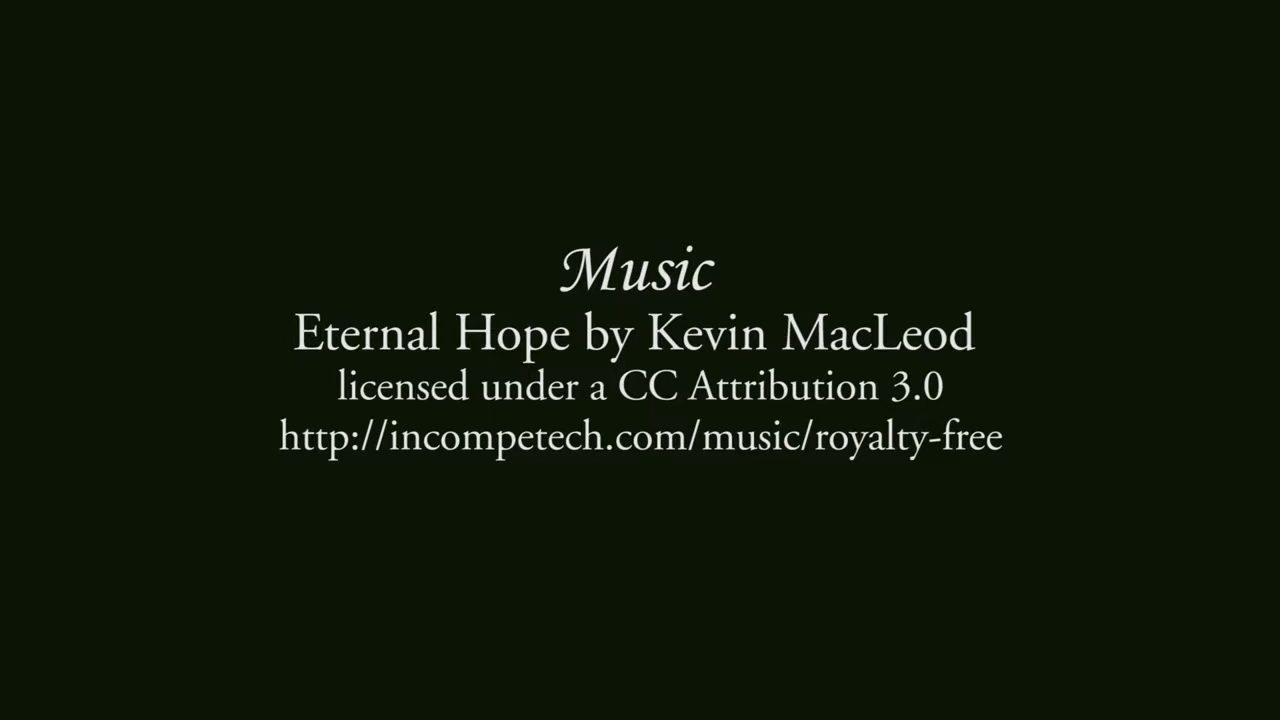 Music
Eternal Hope by Kevin MacLeod
licensed under a CC Attribution 3.0
http://incompetech.com/music/royalty-free